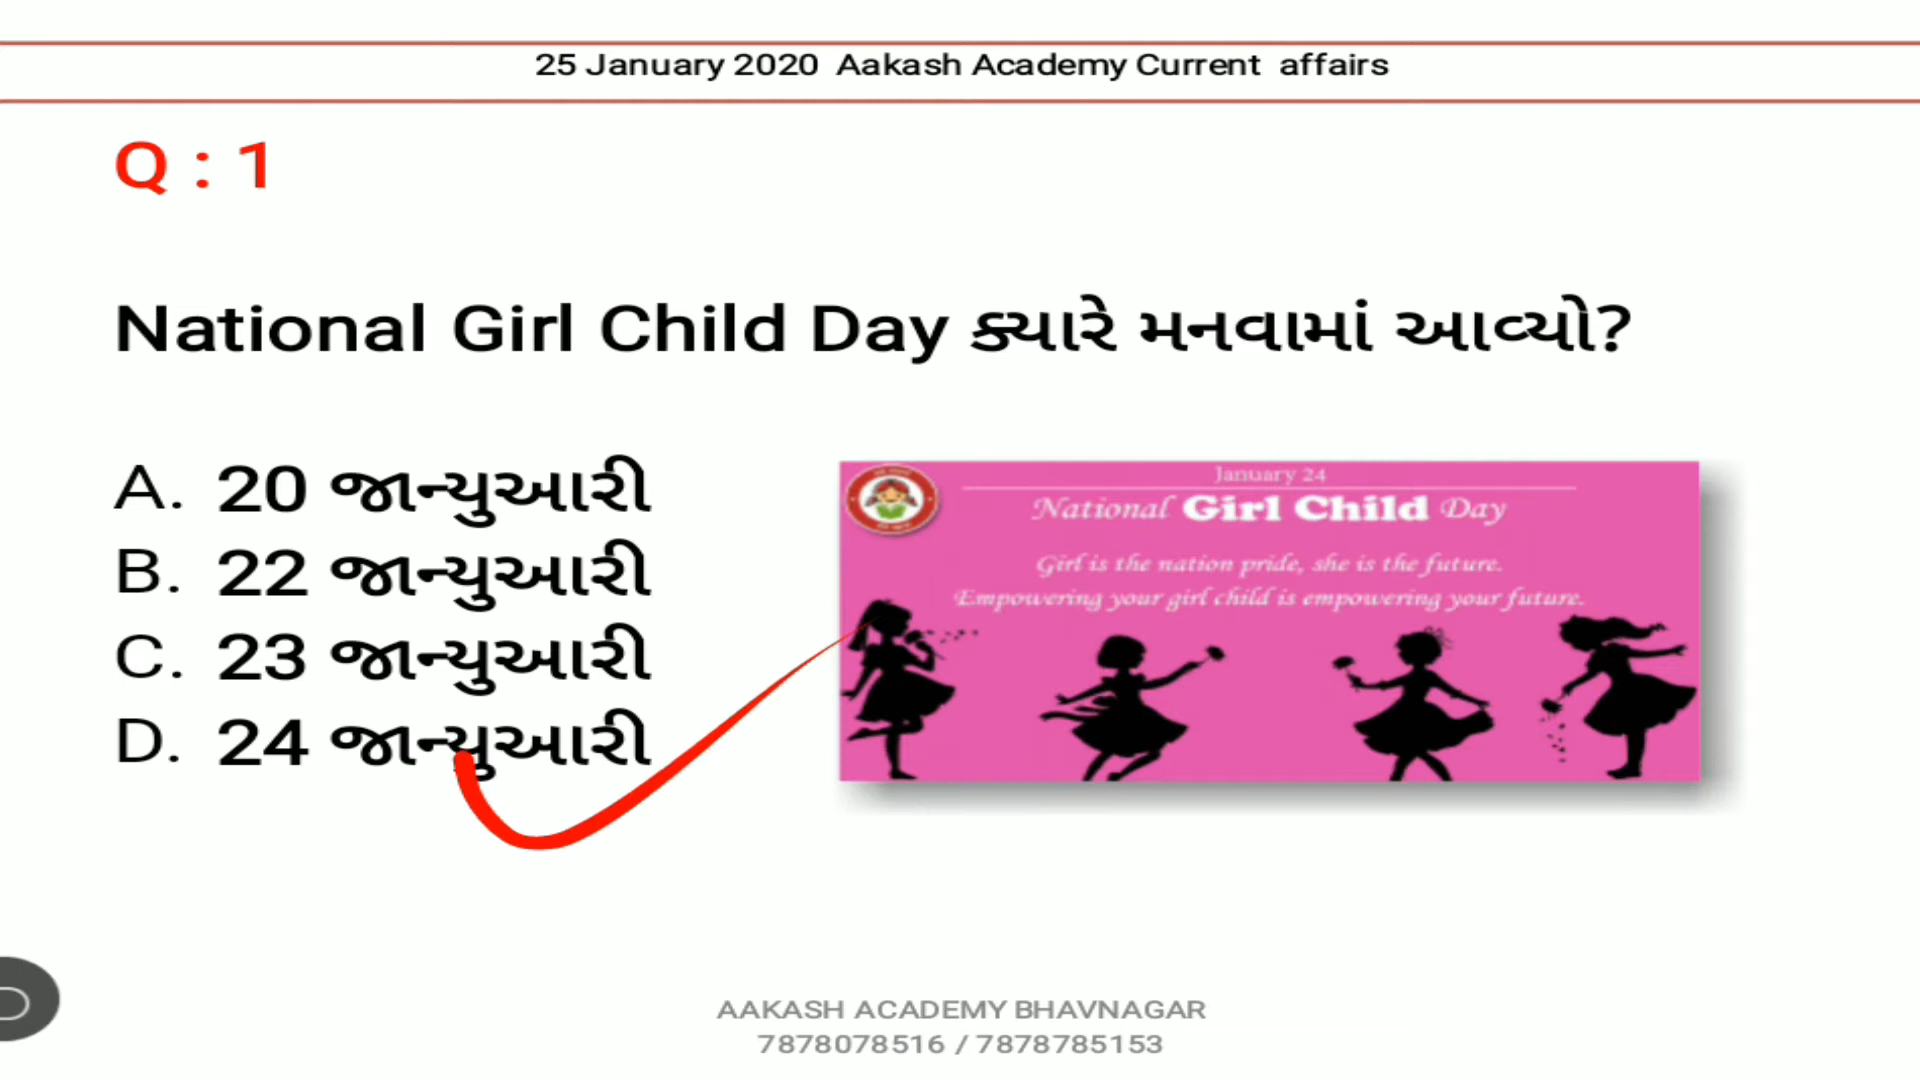 25 January 2020 Aakash Academy Current affairs
Q : 1
National Girl Child Day ક્યારે મનવામાં આવ્યો?
A. 20 જાન્યુઆરી
B. 22 જાન્યુઆરી
C. 23 જાન્યુઆરી
D. 24 જાન્યુઆરી
January 24
National Girl Child Day
Girl is the nation pride, she is the future.
Empowering your girl child is empowering your future.
AAKASH ACADEMY BHAVNAGAR
7878078516 / 7878785153